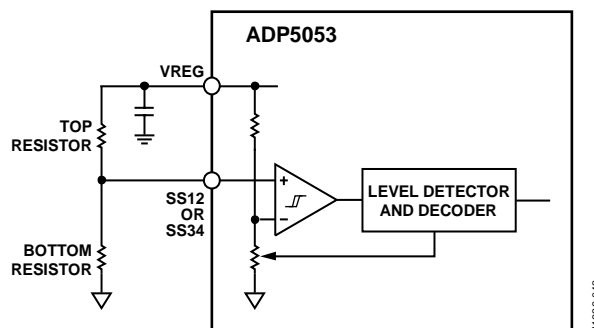 ADP5053
VREG
TOP
RESISTOR
+
SS12
OR
SS34
−
LEVEL DETECTOR
AND DECODER
BOTTOM
RESISTOR